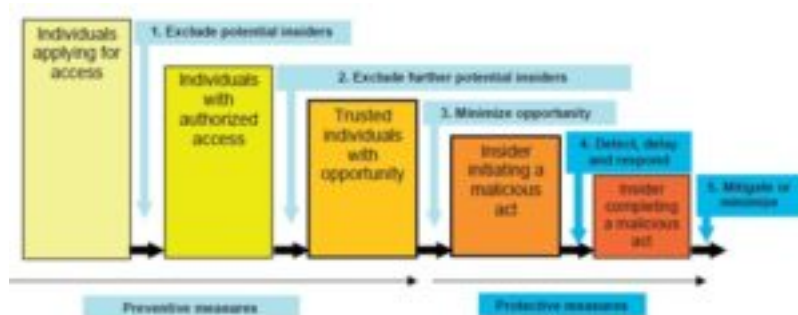 Individuals
applying for
access
1. Exclude potential insiders
Individuals
with
authorized
access
2. Exclude further potential insiders
Trusted
individuals
with
opportunity
3. Minimize opportunity
Insider
initiating a
malicious
act
4. Detect, delay
and respond
Insider
completing
a malicious
act
5. Mitigate or
minimize
Preventive measures
Protective measures